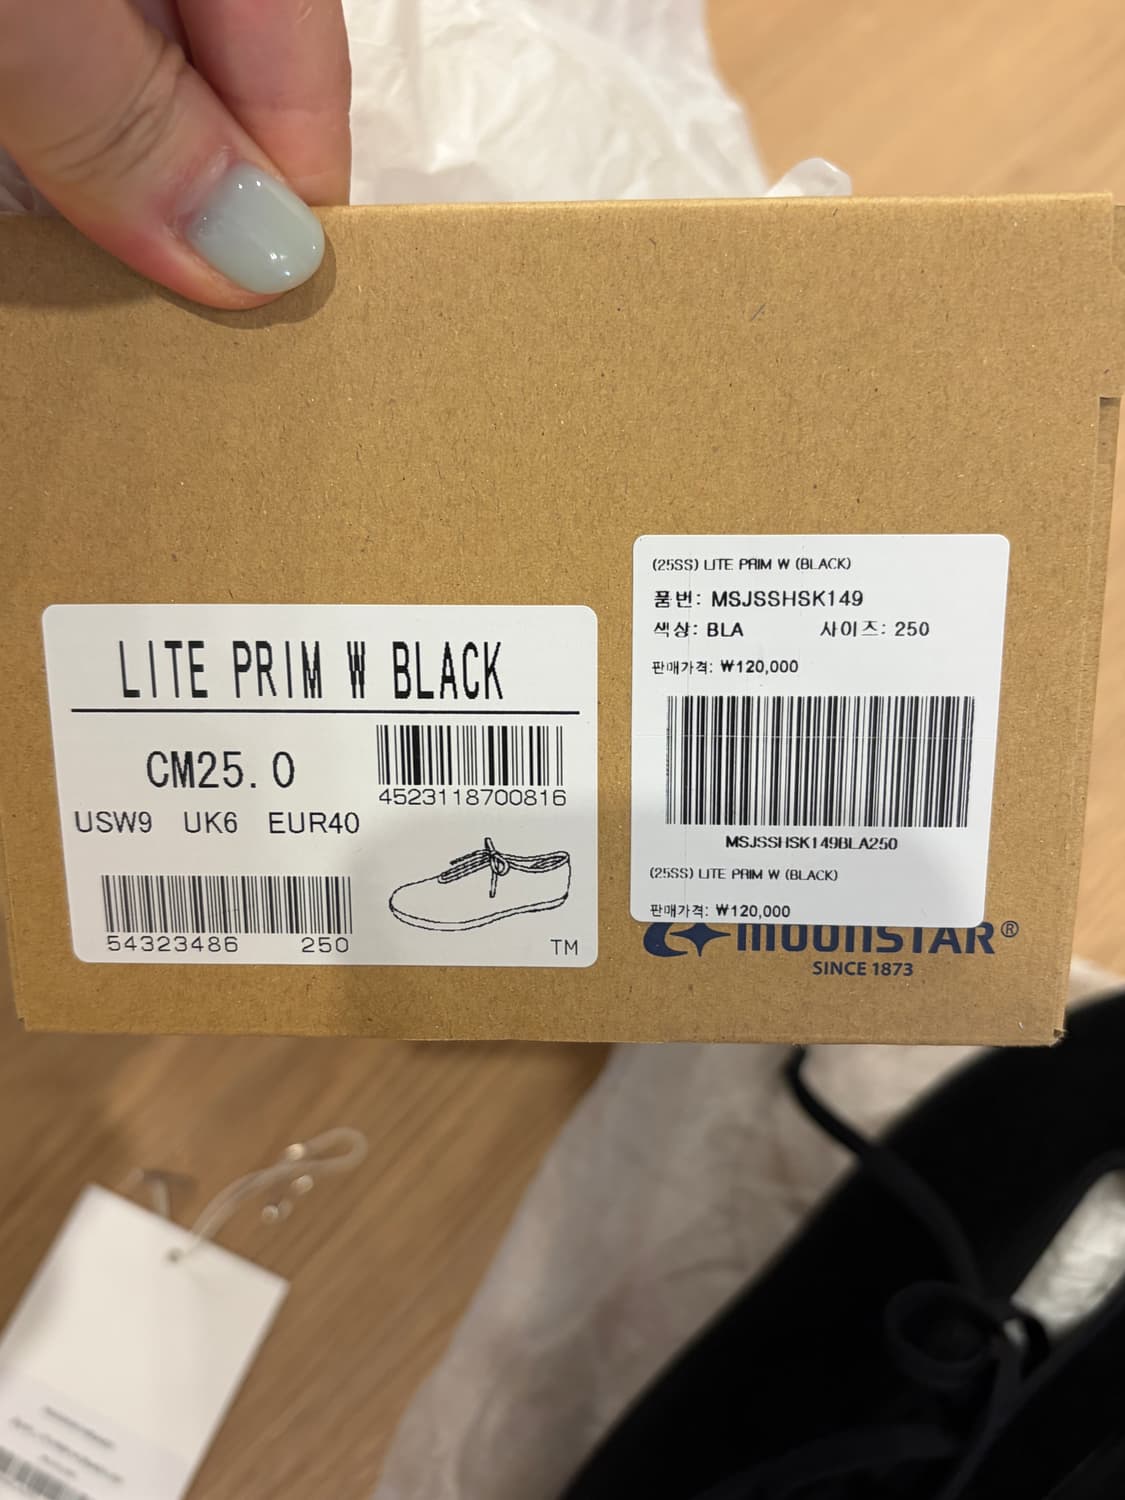 LITE PRIM W BLACK
CM25.0
4523118700816
USW9 UK6 EUR40
54323486 250
TM
(25SS) LITE PRIM W (BLACK)
품번: MSJSSHSK149
색상: BLA 사이즈: 250
판매가격: ₩120,000
MSJSSHSK149BLA250
(25SS) LITE PRIM W (BLACK)
판매가격: ₩120,000
moonSTAR®
SINCE 1873